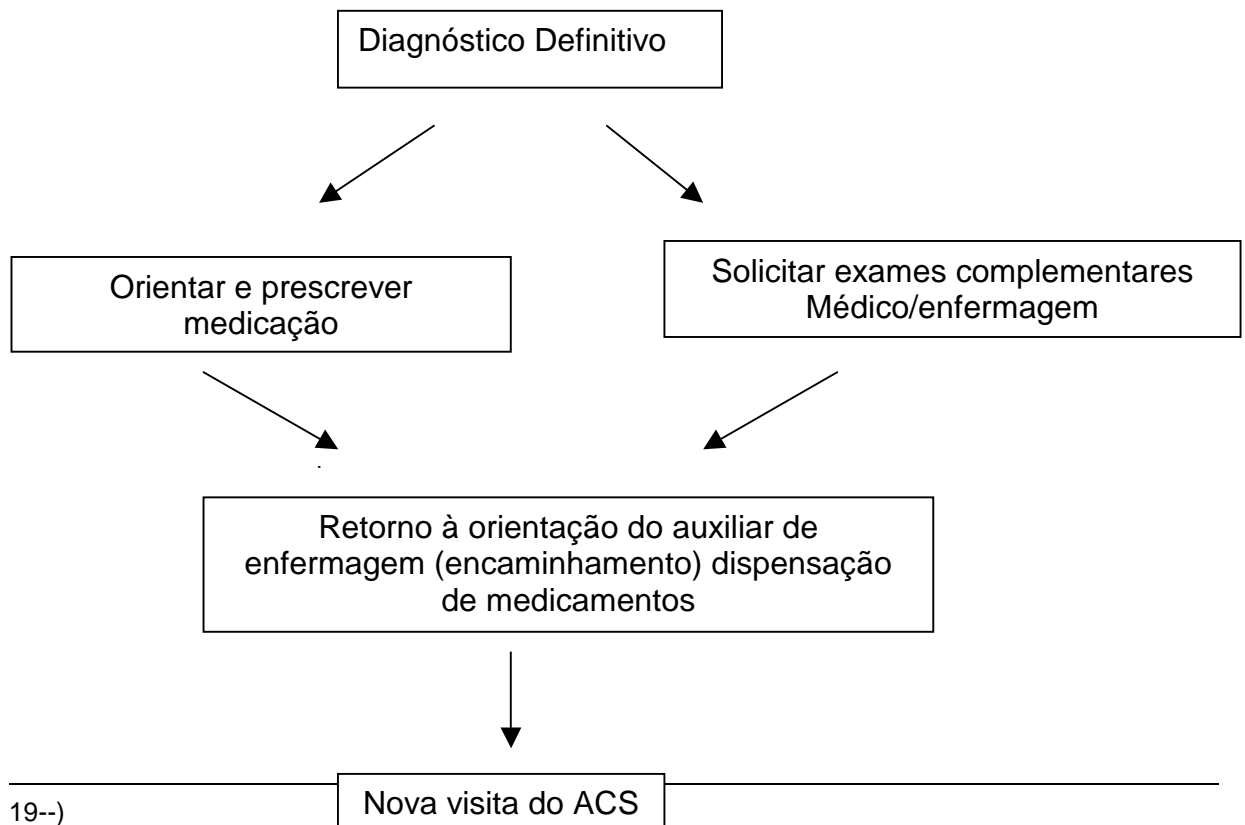 Diagnóstico Definitivo
Orientar e prescrever
medicação
Solicitar exames complementares
Médico/enfermagem
Retorno à orientação do auxiliar de
enfermagem (encaminhamento) dispensação
de medicamentos
Nova visita do ACS
19--)